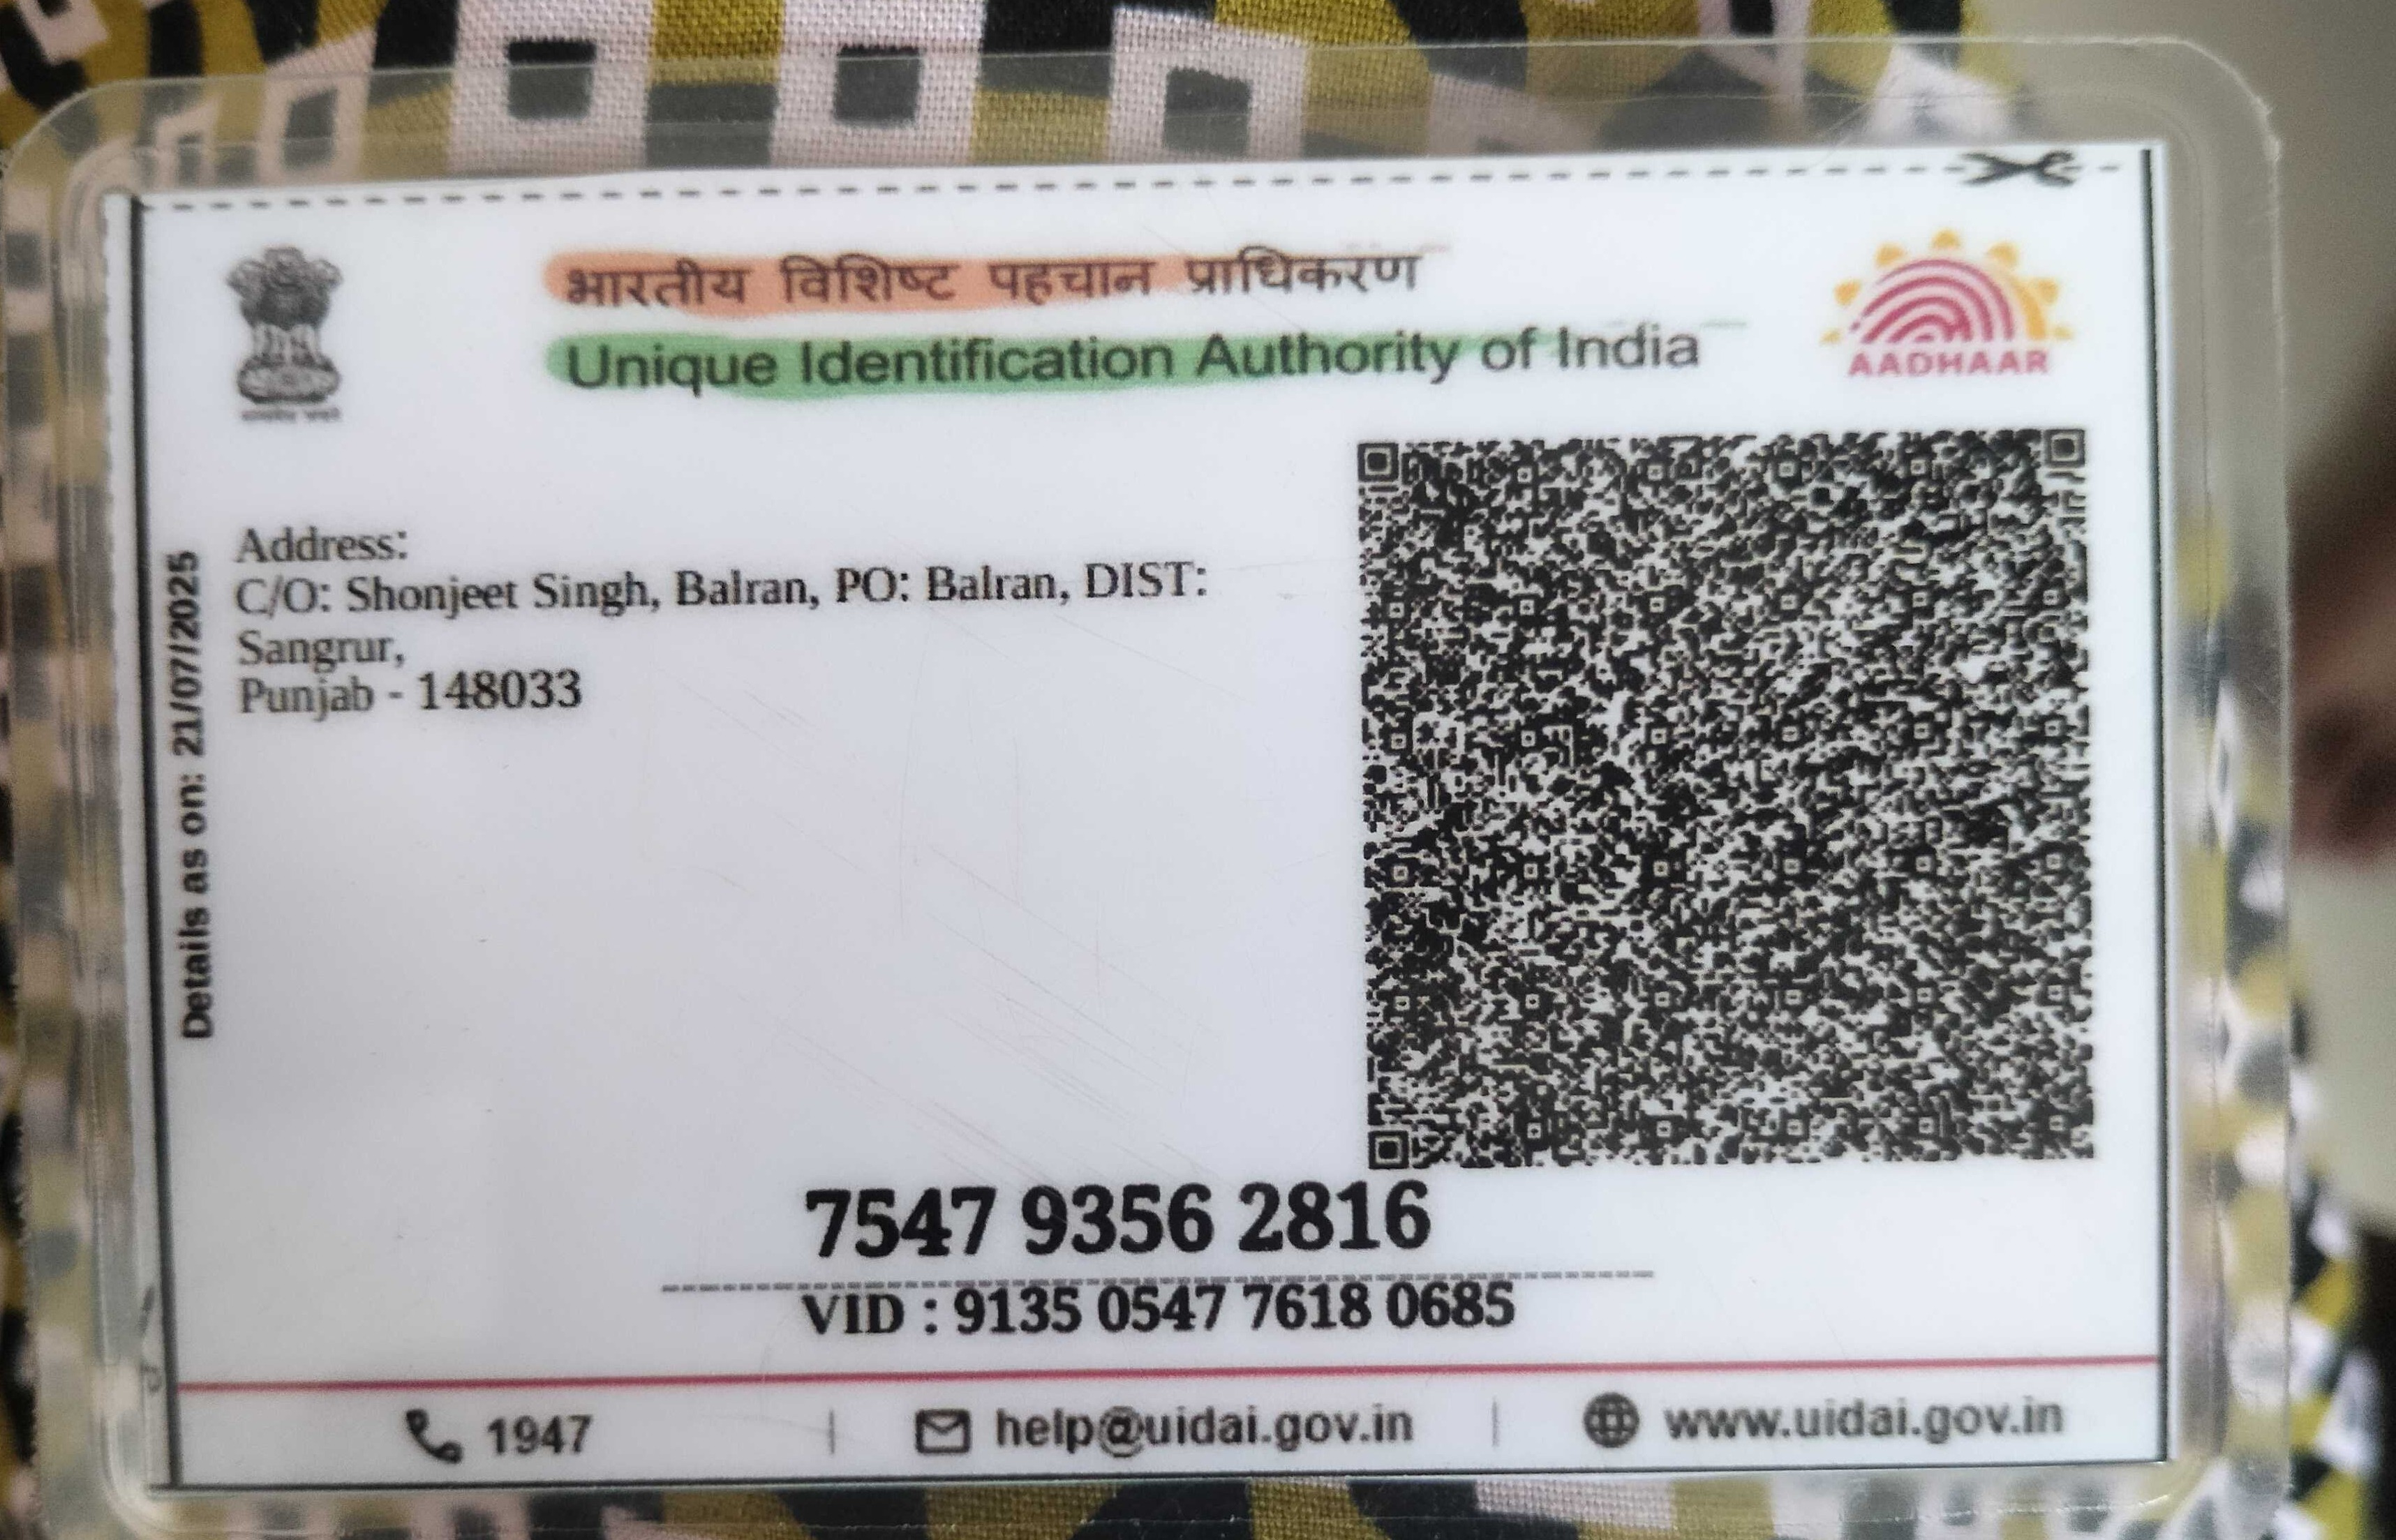 भारतीय विशिष्ट पहचान प्राधिकरण
Unique Identification Authority of India
AADHAAR
Details as on: 21/07/2025
Address:
C/O: Shonjeet Singh, Balran, PO: Balran, DIST:
Sangrur,
Punjab - 148033
7547 9356 2816
VID : 9135 0547 7618 0685
1947 | help@uidai.gov.in | www.uidai.gov.in